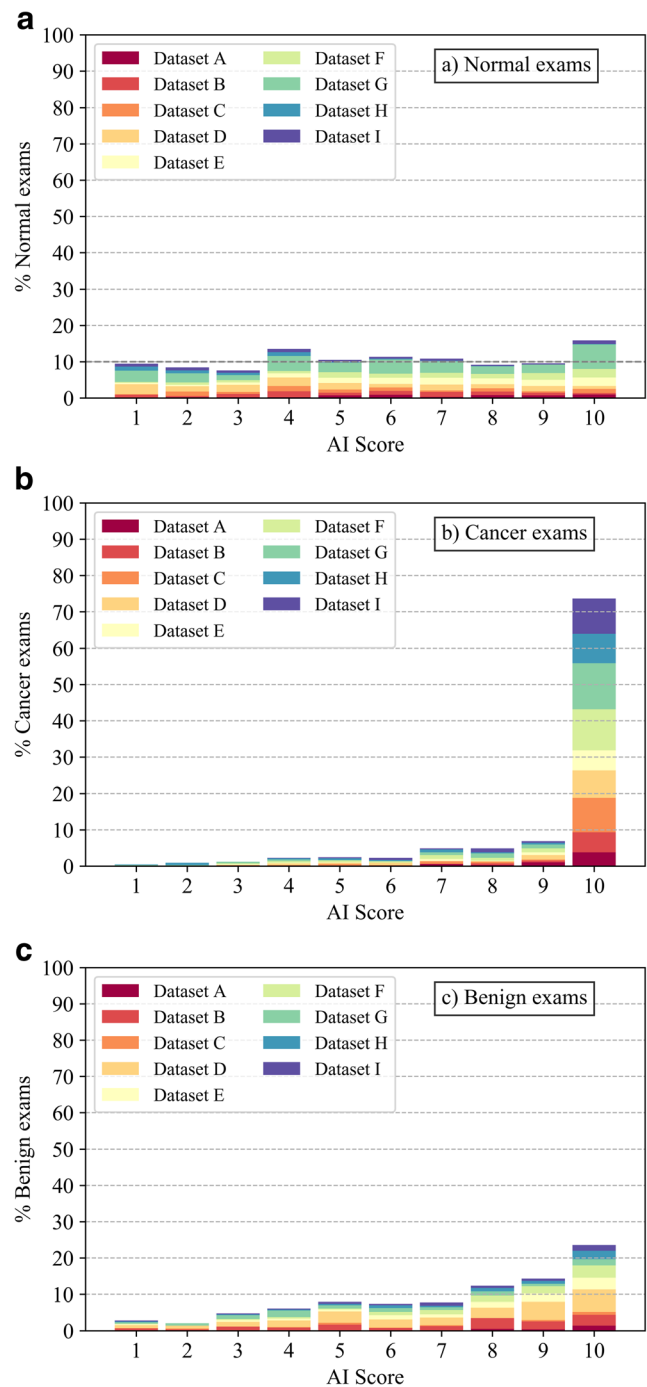 a
100
90
80
70
60
50
40
30
20
10
0
% Normal exams
Dataset A
Dataset B
Dataset C
Dataset D
Dataset E
Dataset F
Dataset G
Dataset H
Dataset I
a) Normal exams
1 2 3 4 5 6 7 8 9 10
AI Score
b
100
90
80
70
60
50
40
30
20
10
0
% Cancer exams
Dataset A
Dataset B
Dataset C
Dataset D
Dataset E
Dataset F
Dataset G
Dataset H
Dataset I
b) Cancer exams
1 2 3 4 5 6 7 8 9 10
AI Score
c
100
90
80
70
60
50
40
30
20
10
0
% Benign exams
Dataset A
Dataset B
Dataset C
Dataset D
Dataset E
Dataset F
Dataset G
Dataset H
Dataset I
c) Benign exams
1 2 3 4 5 6 7 8 9 10
AI Score